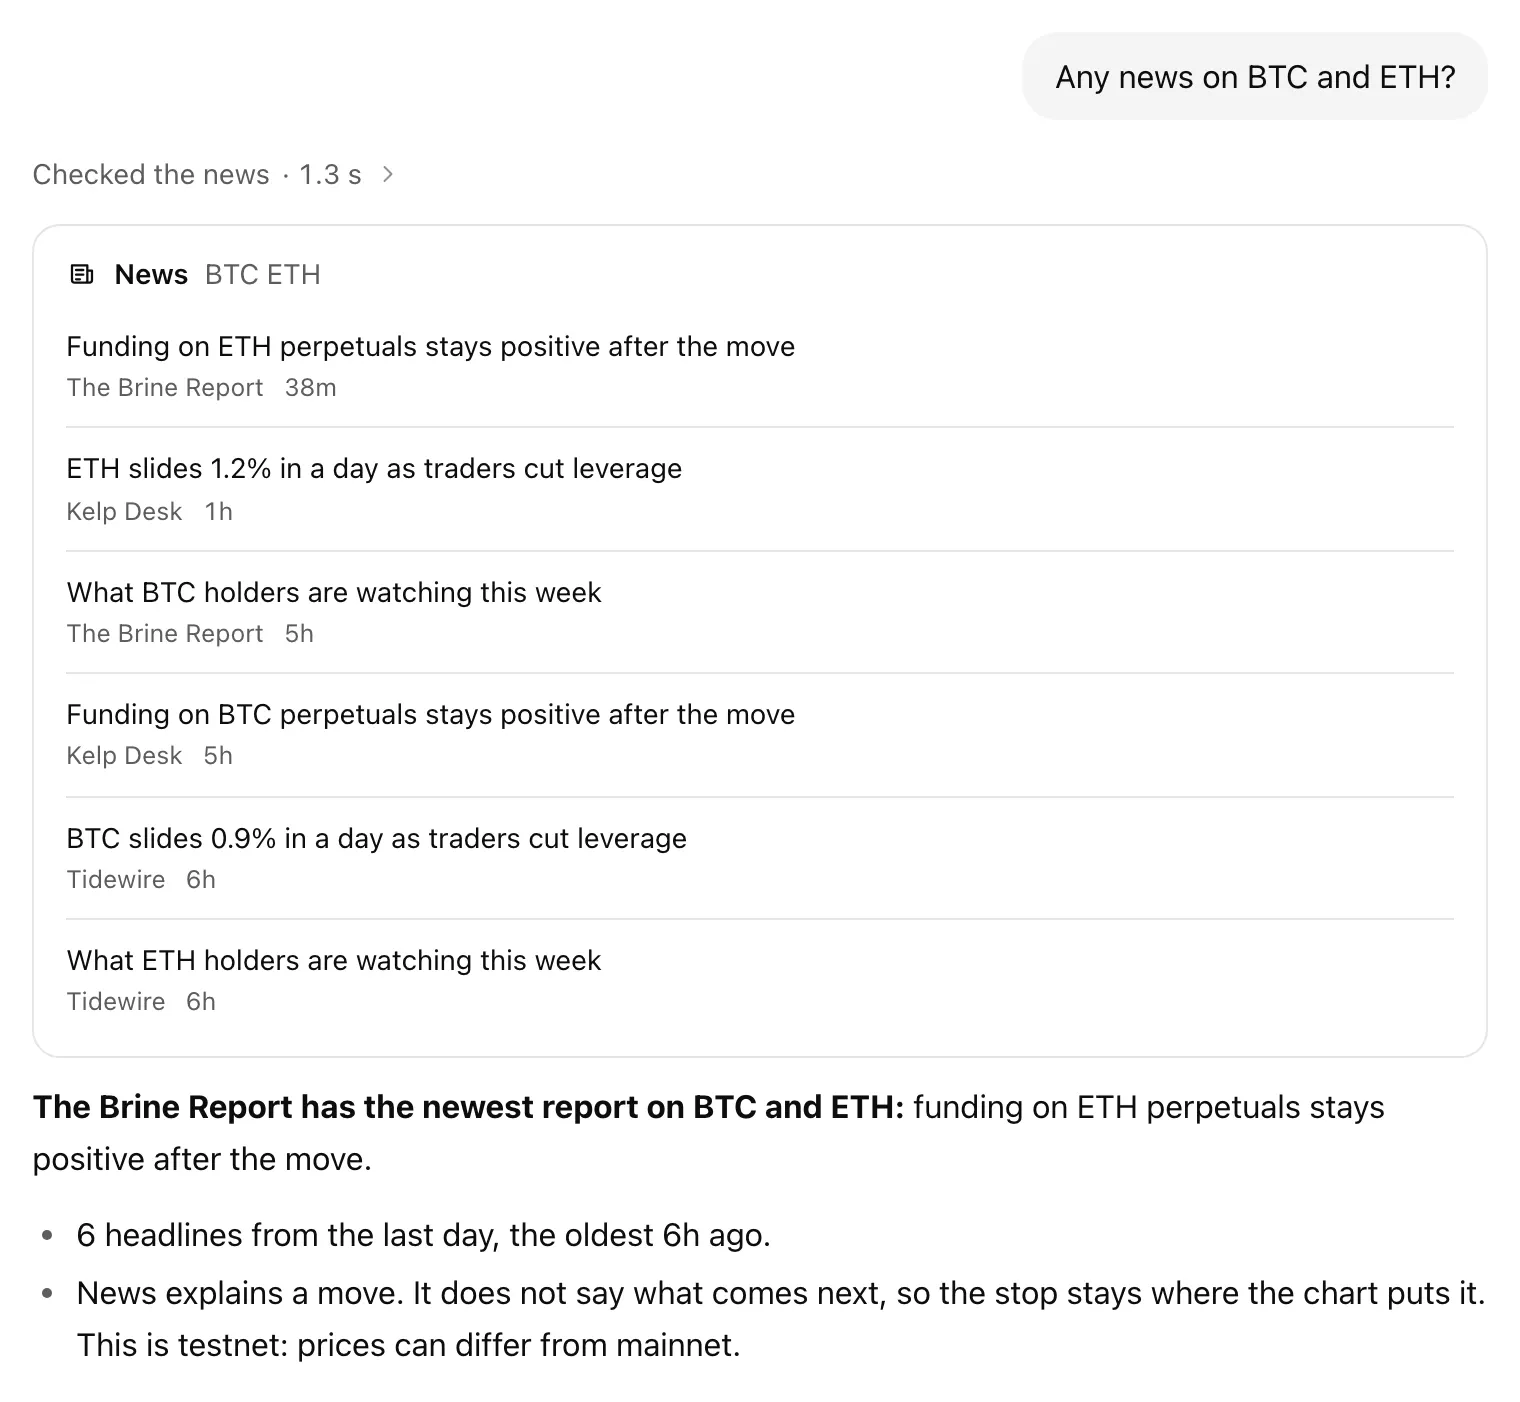 Any news on BTC and ETH?
Checked the news · 1.3 s
News BTC ETH
Funding on ETH perpetuals stays positive after the move
The Brine Report 38m
ETH slides 1.2% in a day as traders cut leverage
Kelp Desk 1h
What BTC holders are watching this week
The Brine Report 5h
Funding on BTC perpetuals stays positive after the move
Kelp Desk 5h
BTC slides 0.9% in a day as traders cut leverage
Tidewire 6h
What ETH holders are watching this week
Tidewire 6h
The Brine Report has the newest report on BTC and ETH: funding on ETH perpetuals stays
positive after the move.
• 6 headlines from the last day, the oldest 6h ago.
• News explains a move. It does not say what comes next, so the stop stays where the chart puts it.
This is testnet: prices can differ from mainnet.